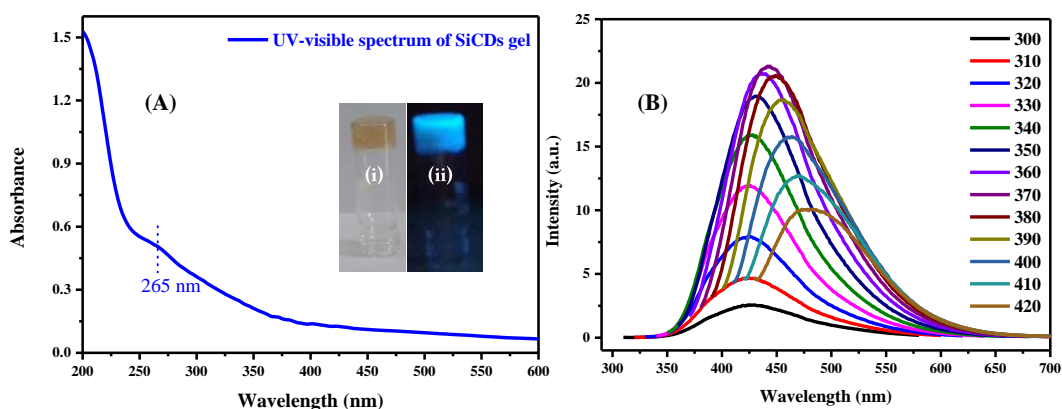 UV-visible spectrum of SiCDs gel
(A)
(i)
(ii)
265 nm
1.5
1.2
0.9
0.6
0.3
0.0
200 250 300 350 400 450 500 550 600
Absorbance
Wavelength (nm)
(B)
25
20
15
10
5
0
300 350 400 450 500 550 600 650 700
Intensity (a.u.)
Wavelength (nm)
300
310
320
330
340
350
360
370
380
390
400
410
420